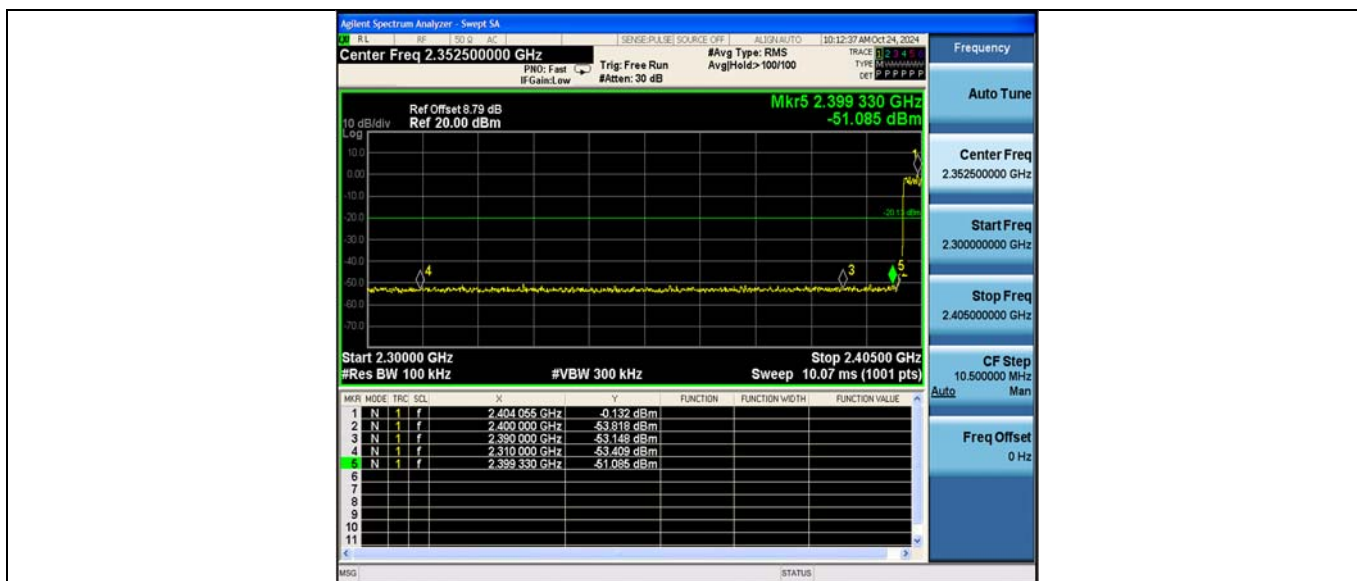 Agilent Spectrum Analyzer - Swept SA
RL RF 50 Ω AC SENSE:PULSE SOURCE OFF ALIGNAUTO 10:12:37 AM Oct 24, 2024
Center Freq 2.352500000 GHz
PNO: Fast
IFGain:Low
Trig: Free Run
#Atten: 30 dB
#Avg Type: RMS
Avg|Hold:> 100/100
TRACE 1 2 3 4 5 6
TYPE M
DET P P P P P P
Frequency
Auto Tune
Ref Offset 8.79 dB
Mkr5 2.399 330 GHz
10 dB/div Ref 20.00 dBm
-51.085 dBm
Log
10.0
0.00
-10.0
-20.0
-30.0
-40.0
-50.0
-60.0
-70.0
1
-20.13 dBm
4
3
5
2
Start 2.30000 GHz Stop 2.40500 GHz
#Res BW 100 kHz #VBW 300 kHz Sweep 10.07 ms (1001 pts)
Center Freq
2.352500000 GHz
Start Freq
2.300000000 GHz
Stop Freq
2.405000000 GHz
CF Step
10.500000 MHz
Auto Man
Freq Offset
0 Hz
MKR MODE TRC SCL X Y FUNCTION FUNCTION WIDTH FUNCTION VALUE
1 N 1 f 2.404 055 GHz -0.132 dBm
2 N 1 f 2.400 000 GHz -53.818 dBm
3 N 1 f 2.390 000 GHz -53.148 dBm
4 N 1 f 2.310 000 GHz -53.409 dBm
5 N 1 f 2.399 330 GHz -51.085 dBm
6
7
8
9
10
11
MSG STATUS